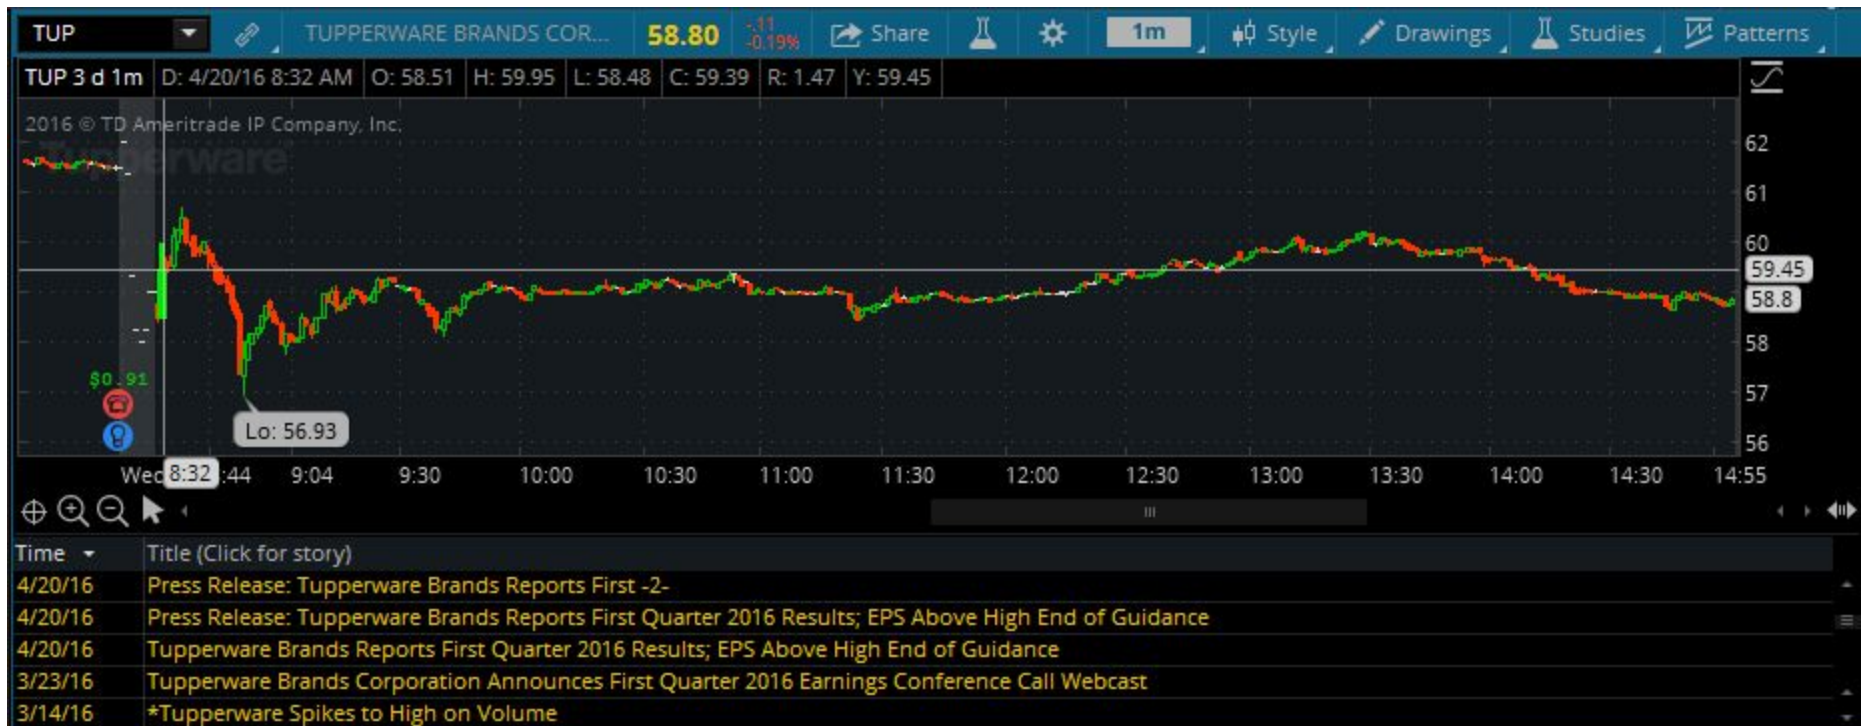 TUP TUPPERWARE BRANDS COR... 58.80 -.11 -0.19% Share 1m Style Drawings Studies Patterns
TUP 3 d 1m D: 4/20/16 8:32 AM O: 58.51 H: 59.95 L: 58.48 C: 59.39 R: 1.47 Y: 59.45
2016 © TD Ameritrade IP Company, Inc.
Tupperware
62
61
60
59.45
58.8
58
57
56
$0.91
Lo: 56.93
Wed 8:32 :44 9:04 9:30 10:00 10:30 11:00 11:30 12:00 12:30 13:00 13:30 14:00 14:30 14:55
Time Title (Click for story)
4/20/16 Press Release: Tupperware Brands Reports First -2-
4/20/16 Press Release: Tupperware Brands Reports First Quarter 2016 Results; EPS Above High End of Guidance
4/20/16 Tupperware Brands Reports First Quarter 2016 Results; EPS Above High End of Guidance
3/23/16 Tupperware Brands Corporation Announces First Quarter 2016 Earnings Conference Call Webcast
3/14/16 *Tupperware Spikes to High on Volume